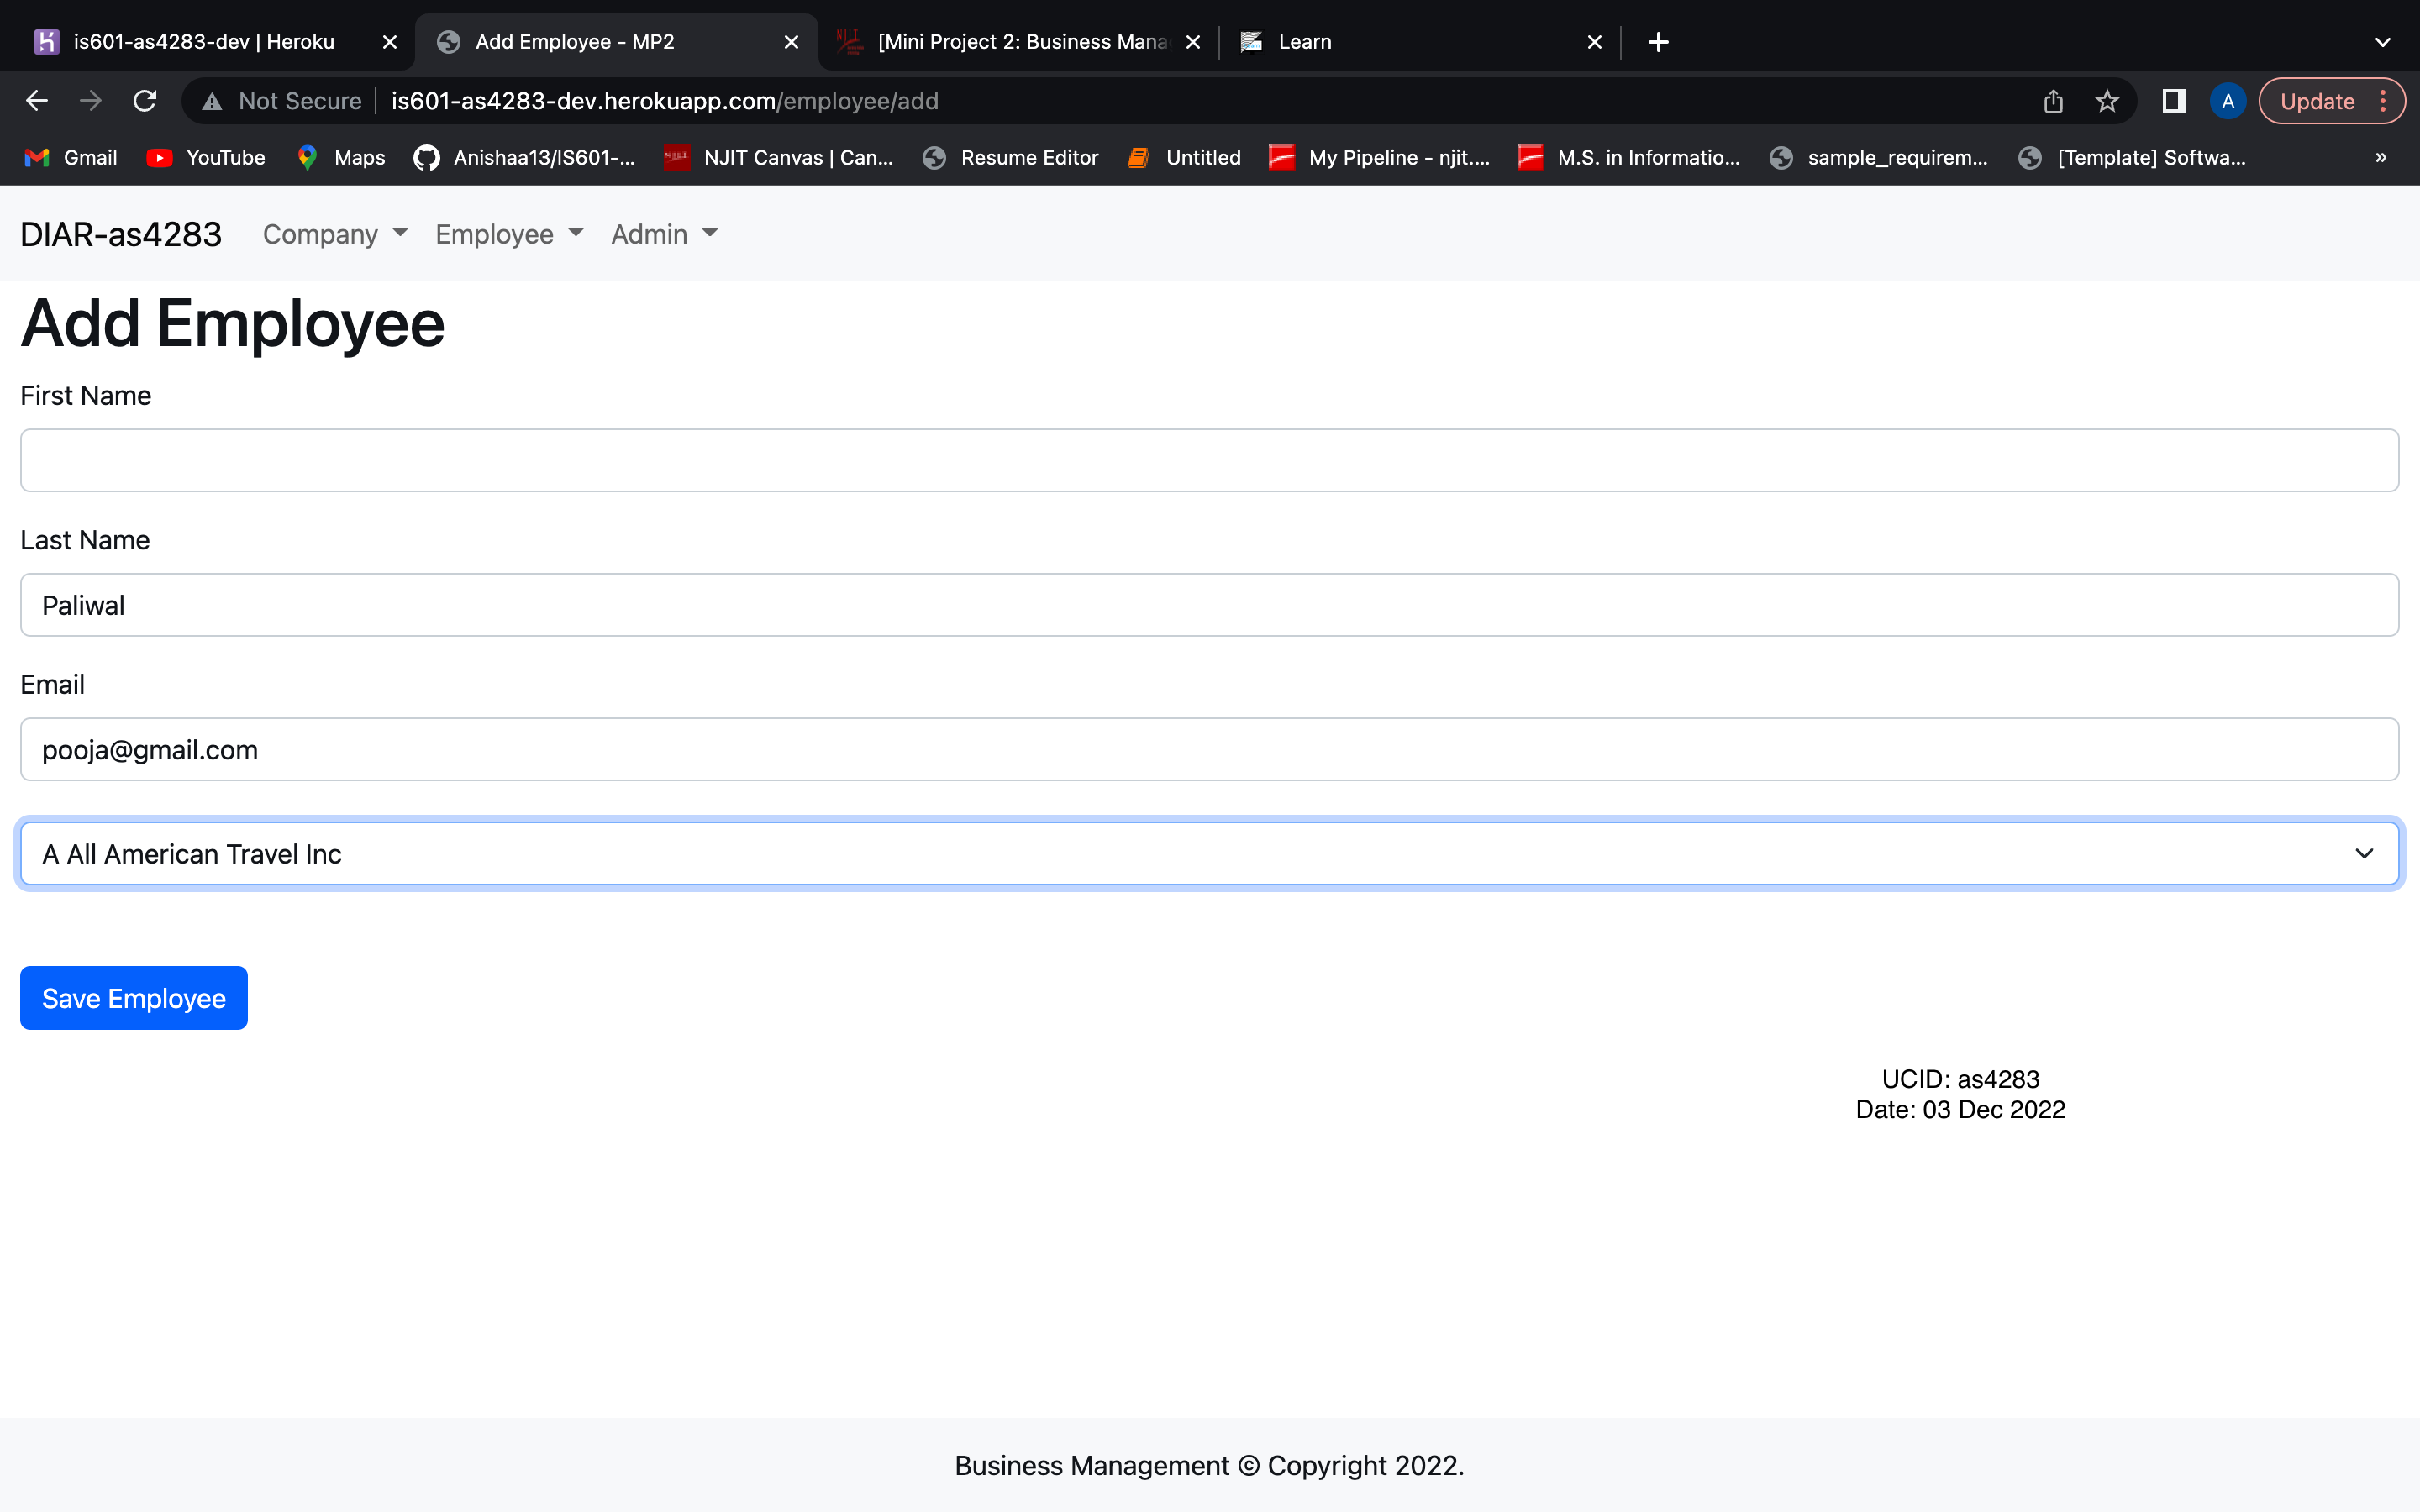 is601-as4283-dev | Heroku
Add Employee - MP2
[Mini Project 2: Business Mana
Learn
Not Secure
is601-as4283-dev.herokuapp.com/employee/add
A
Update
Gmail
YouTube
Maps
Anishaa13/IS601-...
NJIT Canvas | Can...
Resume Editor
Untitled
My Pipeline - njit....
M.S. in Informatio...
sample_requirem...
[Template] Softwa...
»
DIAR-as4283
Company
Employee
Admin
Add Employee
First Name
Last Name
Paliwal
Email
pooja@gmail.com
A All American Travel Inc
Save Employee
UCID: as4283
Date: 03 Dec 2022
Business Management © Copyright 2022.